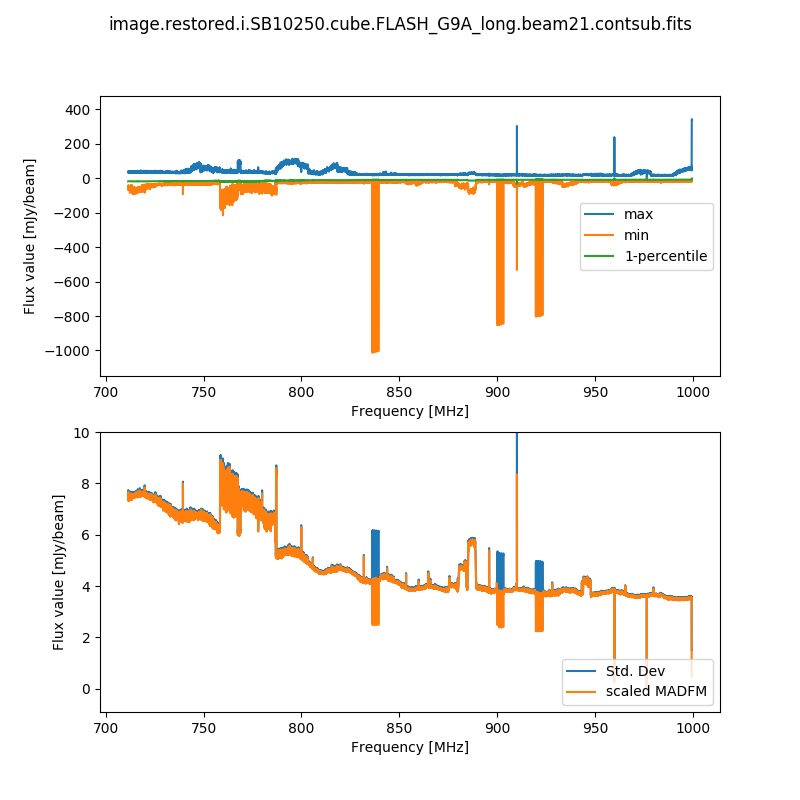 image.restored.i.SB10250.cube.FLASH_G9A_long.beam21.contsub.fits
400
200
0
−200
−400
−600
−800
−1000
Flux value [mJy/beam]
max
min
1-percentile
700 750 800 850 900 950 1000
Frequency [MHz]
10
8
6
4
2
0
Flux value [mJy/beam]
Std. Dev
scaled MADFM
700 750 800 850 900 950 1000
Frequency [MHz]